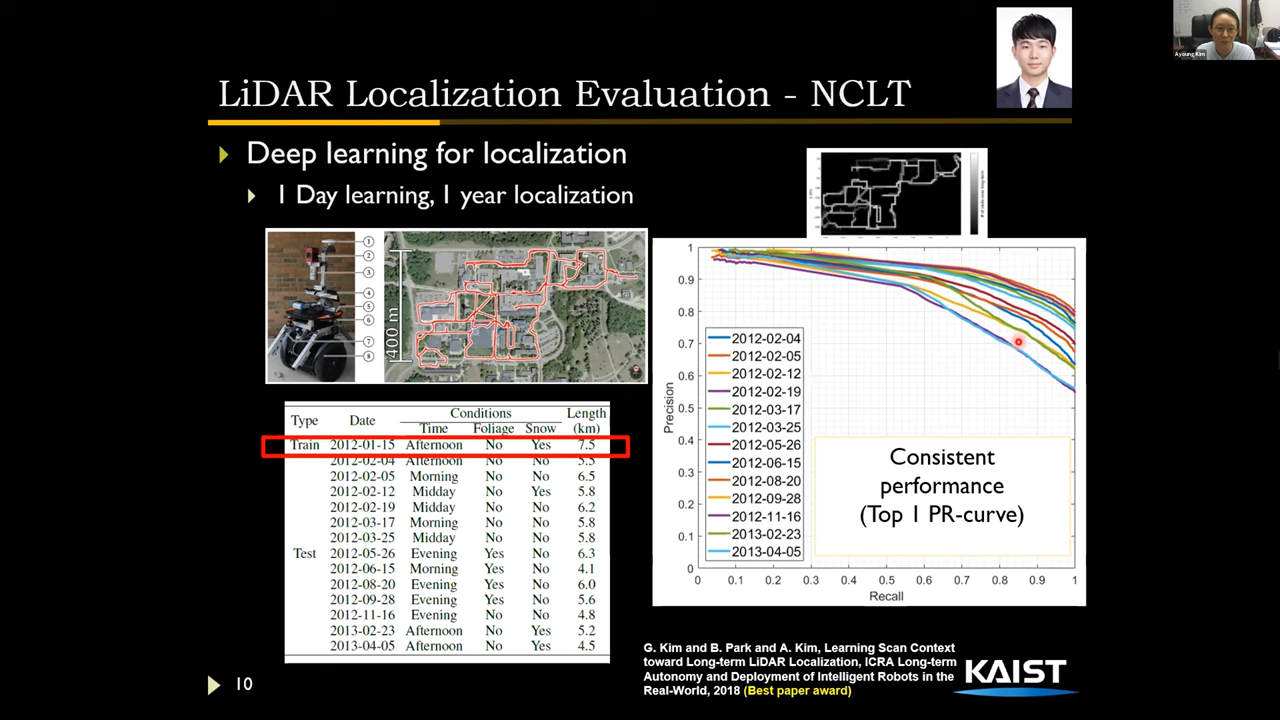 Ayoung Kim
LiDAR Localization Evaluation - NCLT
Deep learning for localization
1 Day learning, 1 year localization
1
2
3
4
5
6
7
8
400 m
Type Date Conditions Length
Time Foliage Snow (km)
Train 2012-01-15 Afternoon No Yes 7.5
2012-02-04 Afternoon No No 5.5
2012-02-05 Morning No No 6.5
2012-02-12 Midday No Yes 5.8
2012-02-19 Midday No No 6.2
2012-03-17 Morning No No 5.8
2012-03-25 Midday No No 5.8
Test 2012-05-26 Evening Yes No 6.3
2012-06-15 Morning Yes No 4.1
2012-08-20 Evening Yes No 6.0
2012-09-28 Evening Yes No 5.6
2012-11-16 Evening No No 4.8
2013-02-23 Afternoon No Yes 5.2
2013-04-05 Afternoon No Yes 4.5
1
0.9
0.8
0.7
0.6
0.5
0.4
0.3
0.2
0.1
0
Precision
2012-02-04
2012-02-05
2012-02-12
2012-02-19
2012-03-17
2012-03-25
2012-05-26
2012-06-15
2012-08-20
2012-09-28
2012-11-16
2013-02-23
2013-04-05
Consistent
performance
(Top 1 PR-curve)
0 0.1 0.2 0.3 0.4 0.5 0.6 0.7 0.8 0.9 1
Recall
G. Kim and B. Park and A. Kim, Learning Scan Context
toward Long-term LiDAR Localization, ICRA Long-term
Autonomy and Deployment of Intelligent Robots in the
Real-World, 2018 (Best paper award)
KAIST
10